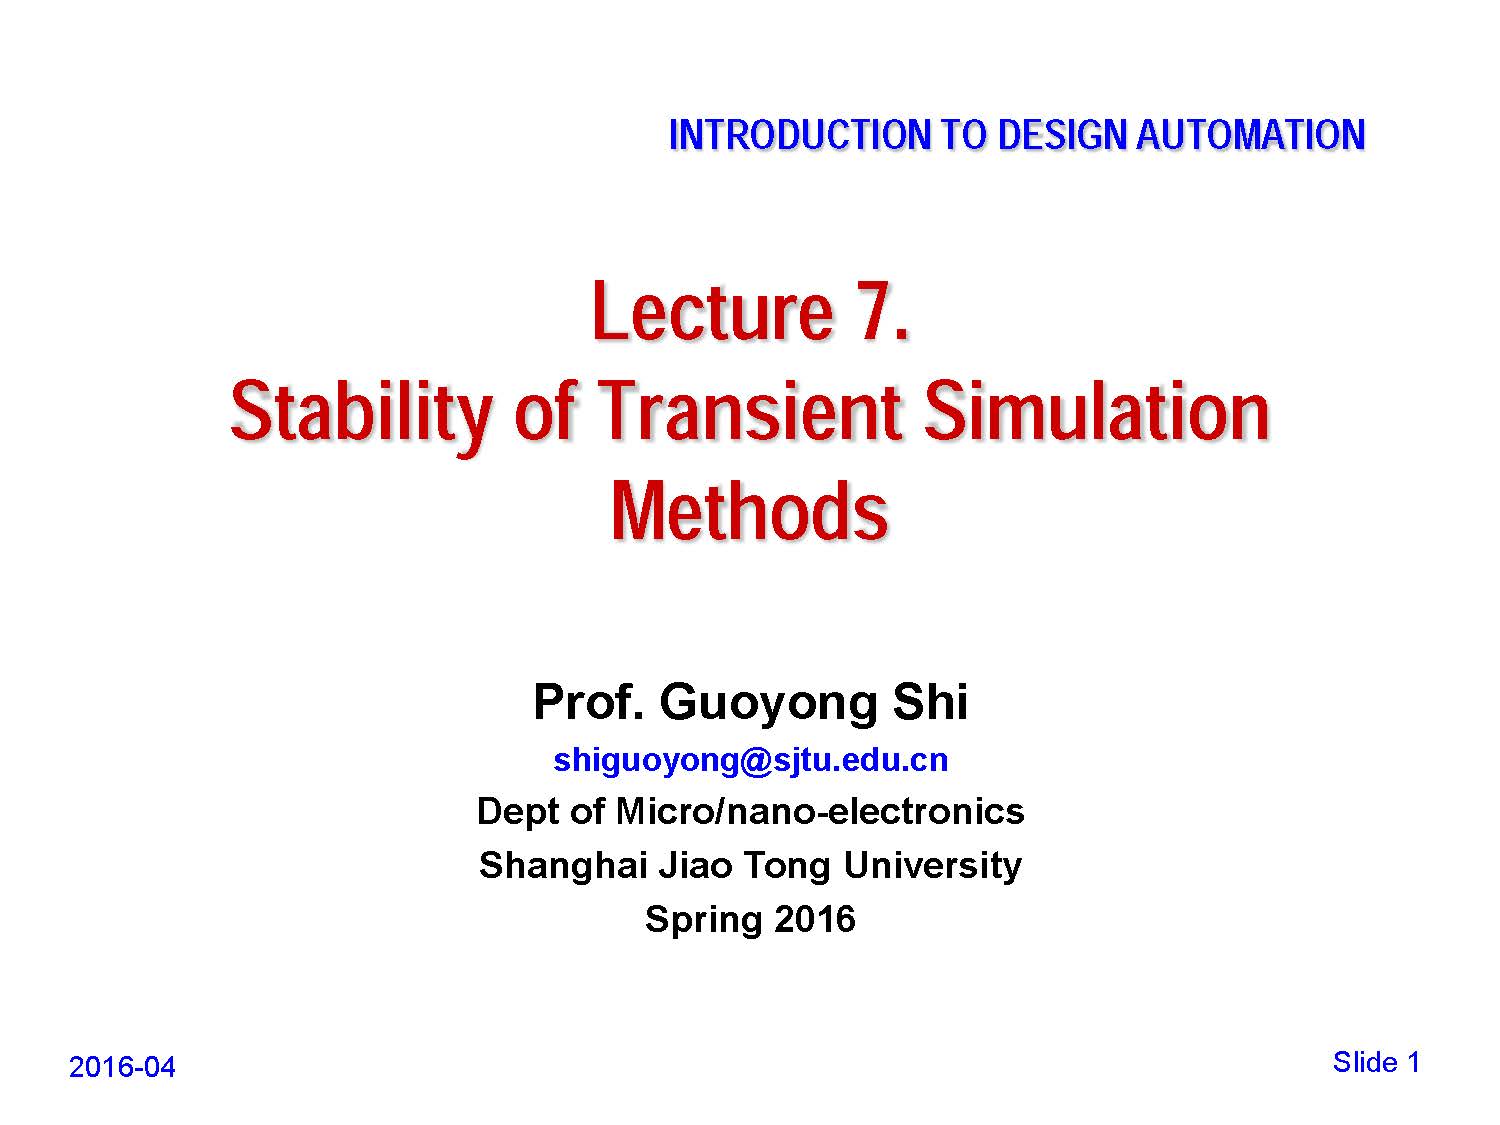 INTRODUCTION TO DESIGN AUTOMATION
Lecture 7.
Stability of Transient Simulation
Methods
Prof. Guoyong Shi
shiguoyong@sjtu.edu.cn
Dept of Micro/nano-electronics
Shanghai Jiao Tong University
Spring 2016
2016-04
Slide 1